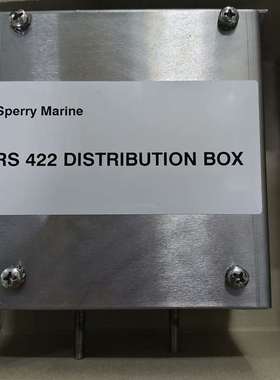 Sperry Marine
RS 422 DISTRIBUTION BOX